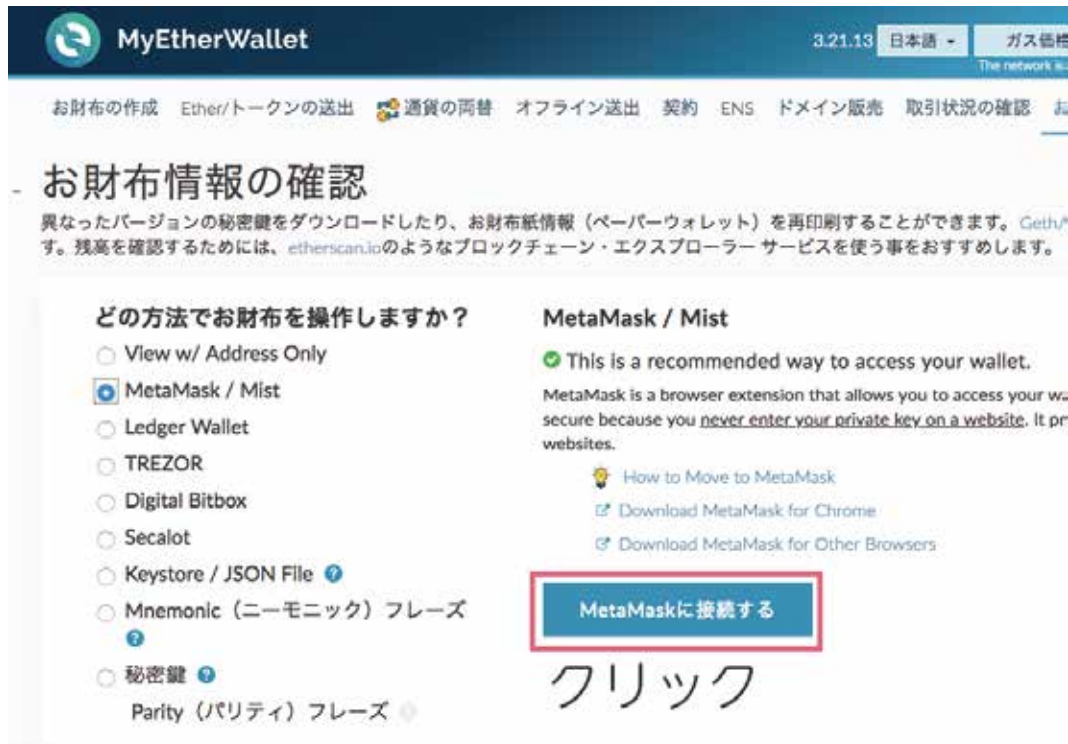 MyEtherWallet
3.21.13 日本語 ガス価格
The network is
お財布の作成 Ether/トークンの送出 通貨の両替 オフライン送出 契約 ENS ドメイン販売 取引状況の確認 お
お財布情報の確認
異なったバージョンの秘密鍵をダウンロードしたり、お財布紙情報（ペーパーウォレット）を再印刷することができます。Geth/
す。残高を確認するためには、etherscan.ioのようなブロックチェーン・エクスプローラー サービスを使う事をおすすめします。
どの方法でお財布を操作しますか？
View w/ Address Only
MetaMask / Mist
Ledger Wallet
TREZOR
Digital Bitbox
Secalot
Keystore / JSON File ?
Mnemonic（ニーモニック）フレーズ
?
秘密鍵 ?
Parity（パリティ）フレーズ
MetaMask / Mist
This is a recommended way to access your wallet.
MetaMask is a browser extension that allows you to access your wa
secure because you never enter your private key on a website. It pr
websites.
How to Move to MetaMask
Download MetaMask for Chrome
Download MetaMask for Other Browsers
MetaMaskに接続する
クリック